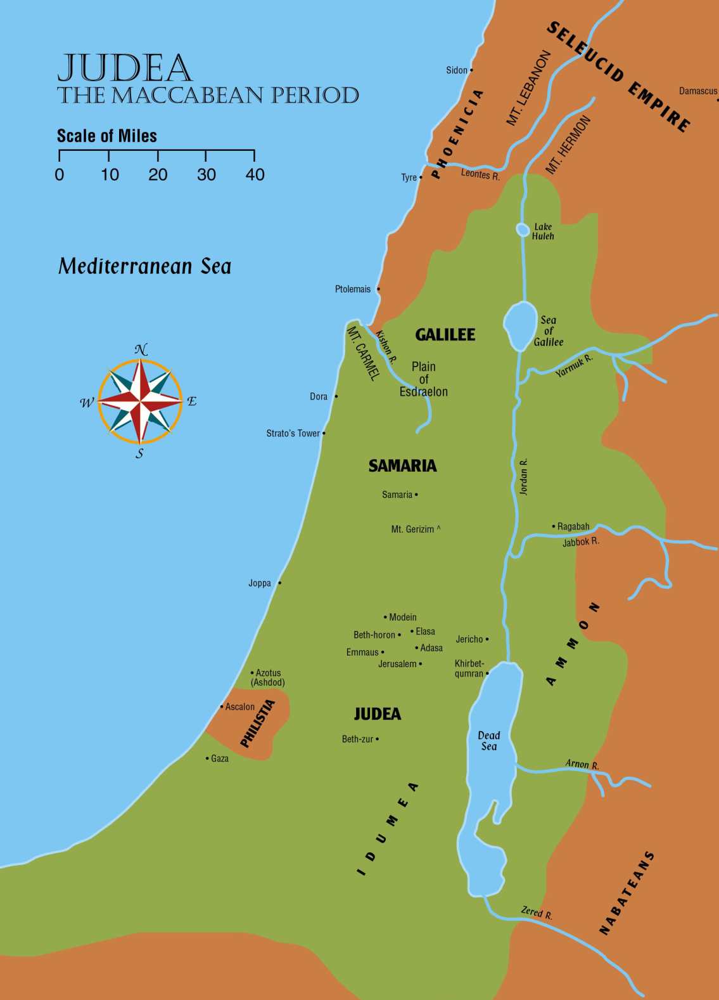 JUDEA
THE MACCABEAN PERIOD
Scale of Miles
0 10 20 30 40
SELEUCID EMPIRE
Sidon
MT. LEBANON
Damascus
PHOENICIA
MT. HERMON
Tyre
Leontes R.
Lake
Huleh
Mediterranean Sea
Ptolemais
MT. CARMEL
Kishon R.
GALILEE
Sea
of
Galilee
N
W
E
S
Plain
of
Esdraelon
Yarmuk R.
Dora
Strato's Tower
SAMARIA
Jordan R.
Samaria
Mt. Gerizim ^
Ragabah
Jabbok R.
Joppa
AMMON
Modein
Beth-horon
Elasa
Jericho
Emmaus
Adasa
Jerusalem
Khirbet-
qumran
Azotus
(Ashdod)
Ascalon
PHILISTIA
JUDEA
Beth-zur
Dead
Sea
Gaza
Arnon R.
IDUMEA
NABATEANS
Zered R.